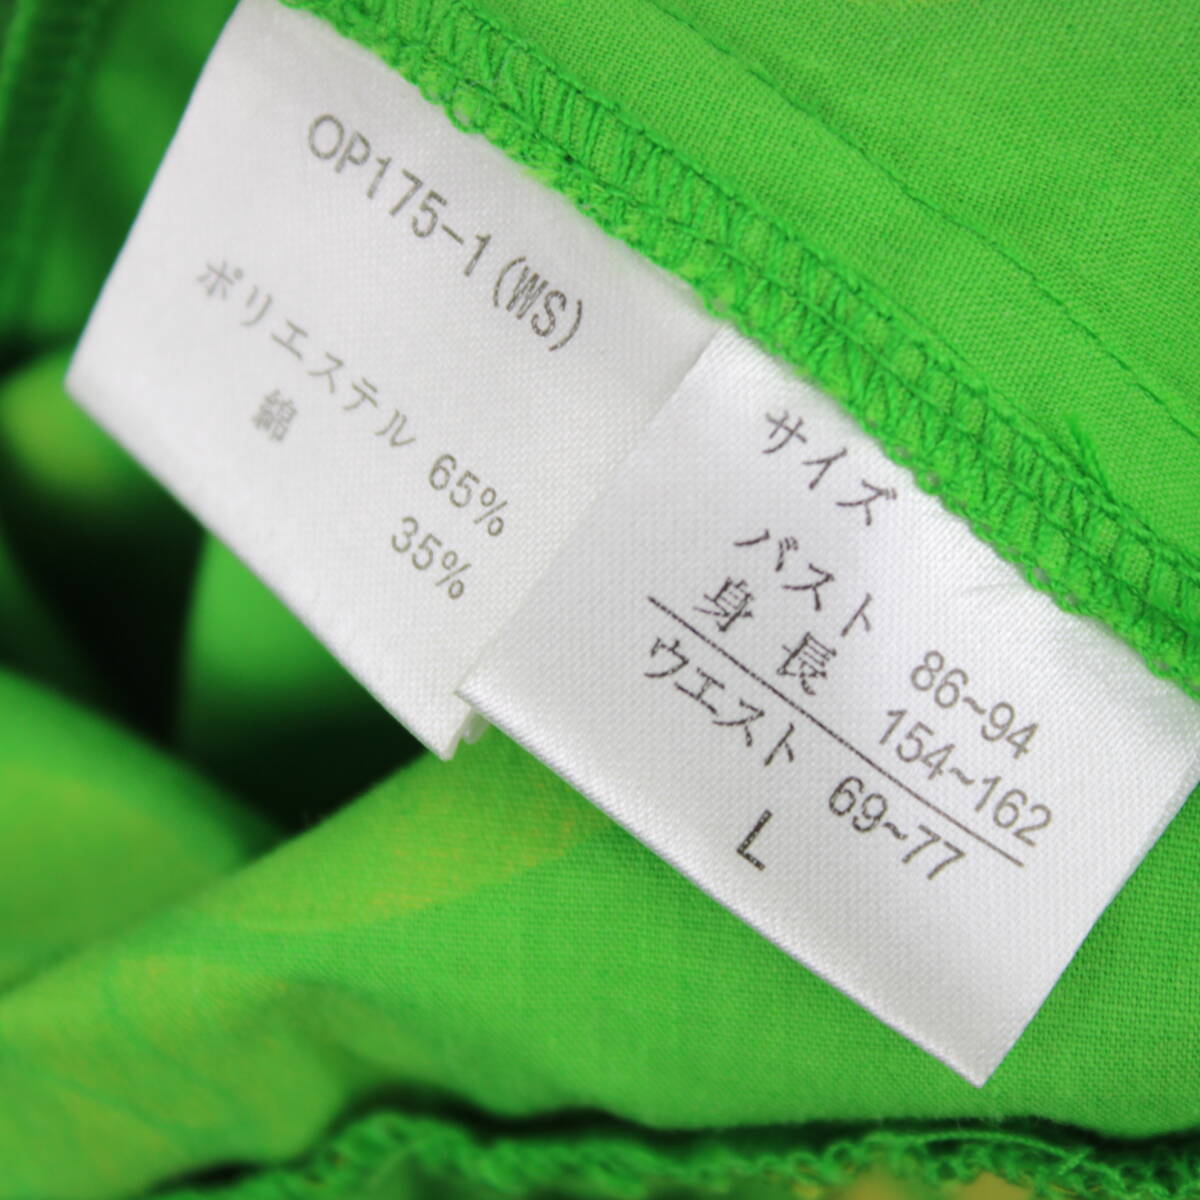 OP175-1(WS)
ポリエステル 65%
綿 35%
サイズ
バスト 86~94
身長 154~162
ウエスト 69~77
L